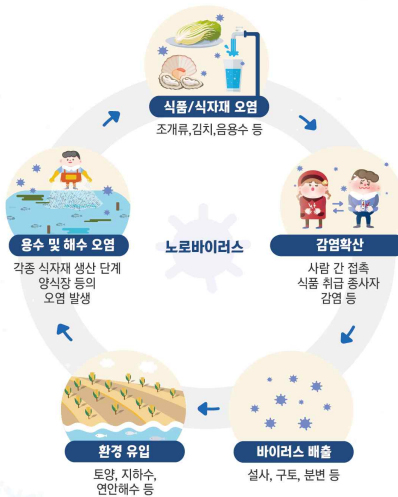 식품/식자재 오염
조개류,김치,음용수 등
감염확산
사람 간 접촉
식품 취급 종사자
감염 등
바이러스 배출
설사, 구토, 분변 등
환경 유입
토양, 지하수,
연안해수 등
용수 및 해수 오염
각종 식자재 생산 단계
양식장 등의
오염 발생
노로바이러스